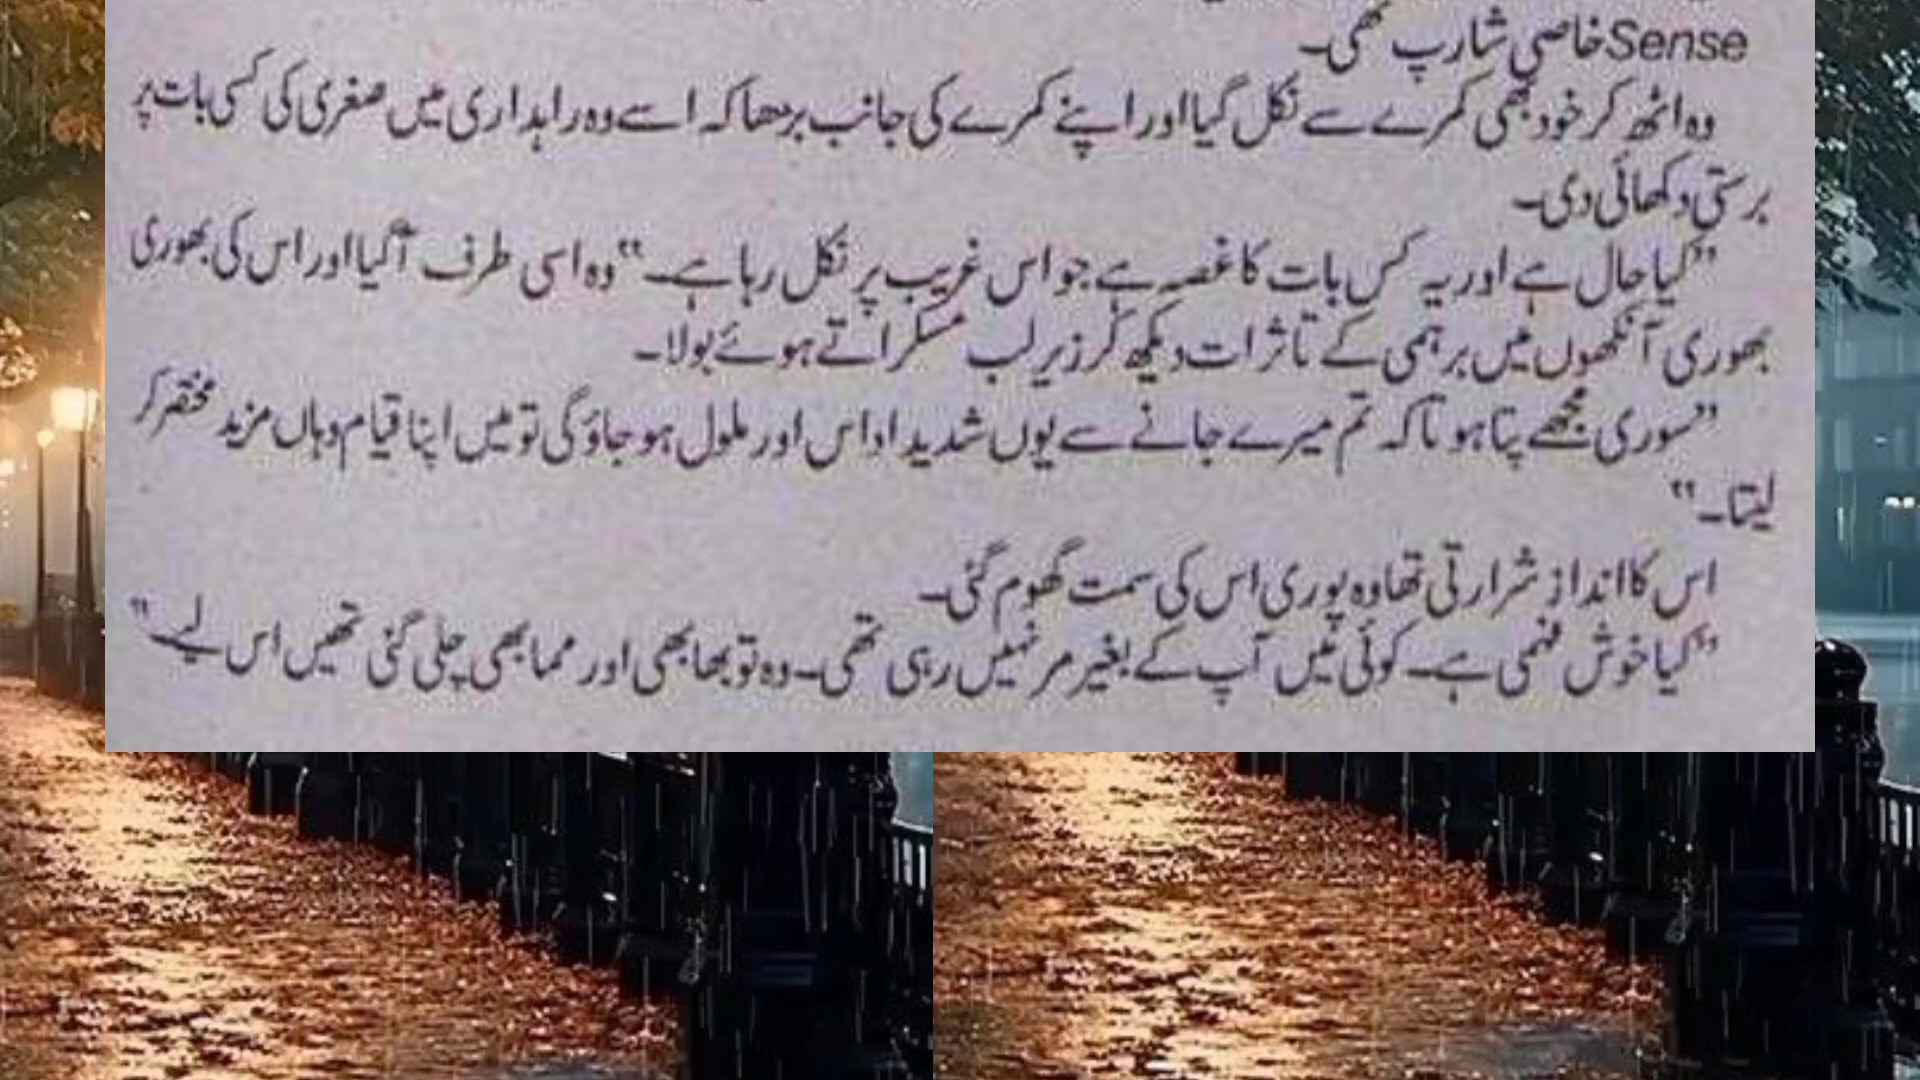 Sense خاصی شارپ تھی۔
وہ اٹھ کر خود بھی کمرے سے نکل گیا اور اپنے کمرے کی جانب بڑھا کہ اسے وہ راہداری میں صغریٰ کی کسی بات پر
برستی دکھائی دی۔
”کیا حال ہے اور یہ کس بات کا غصہ ہے جو اس غریب پر نکل رہا ہے۔“ وہ اسی طرف آ گیا اور اس کی بھوری
بھوری آنکھوں میں برہمی کے تاثرات دیکھ کر زیر لب مسکراتے ہوئے بولا۔
”سوری مجھے پتا ہوتا کہ تم میرے جانے سے یوں شدید اداس اور ملول ہو جاؤ گی تو میں اپنا قیام وہاں مزید مختصر کر
لیتا۔“
اس کا انداز شرارتی تھا وہ پوری اس کی سمت گھوم گئی۔
”کیا خوش فہمی ہے۔ کوئی میں آپ کے بغیر مر نہیں رہی تھی۔ وہ تو بھابھی اور مما بھی چلی گئی تھیں اس لیے۔“